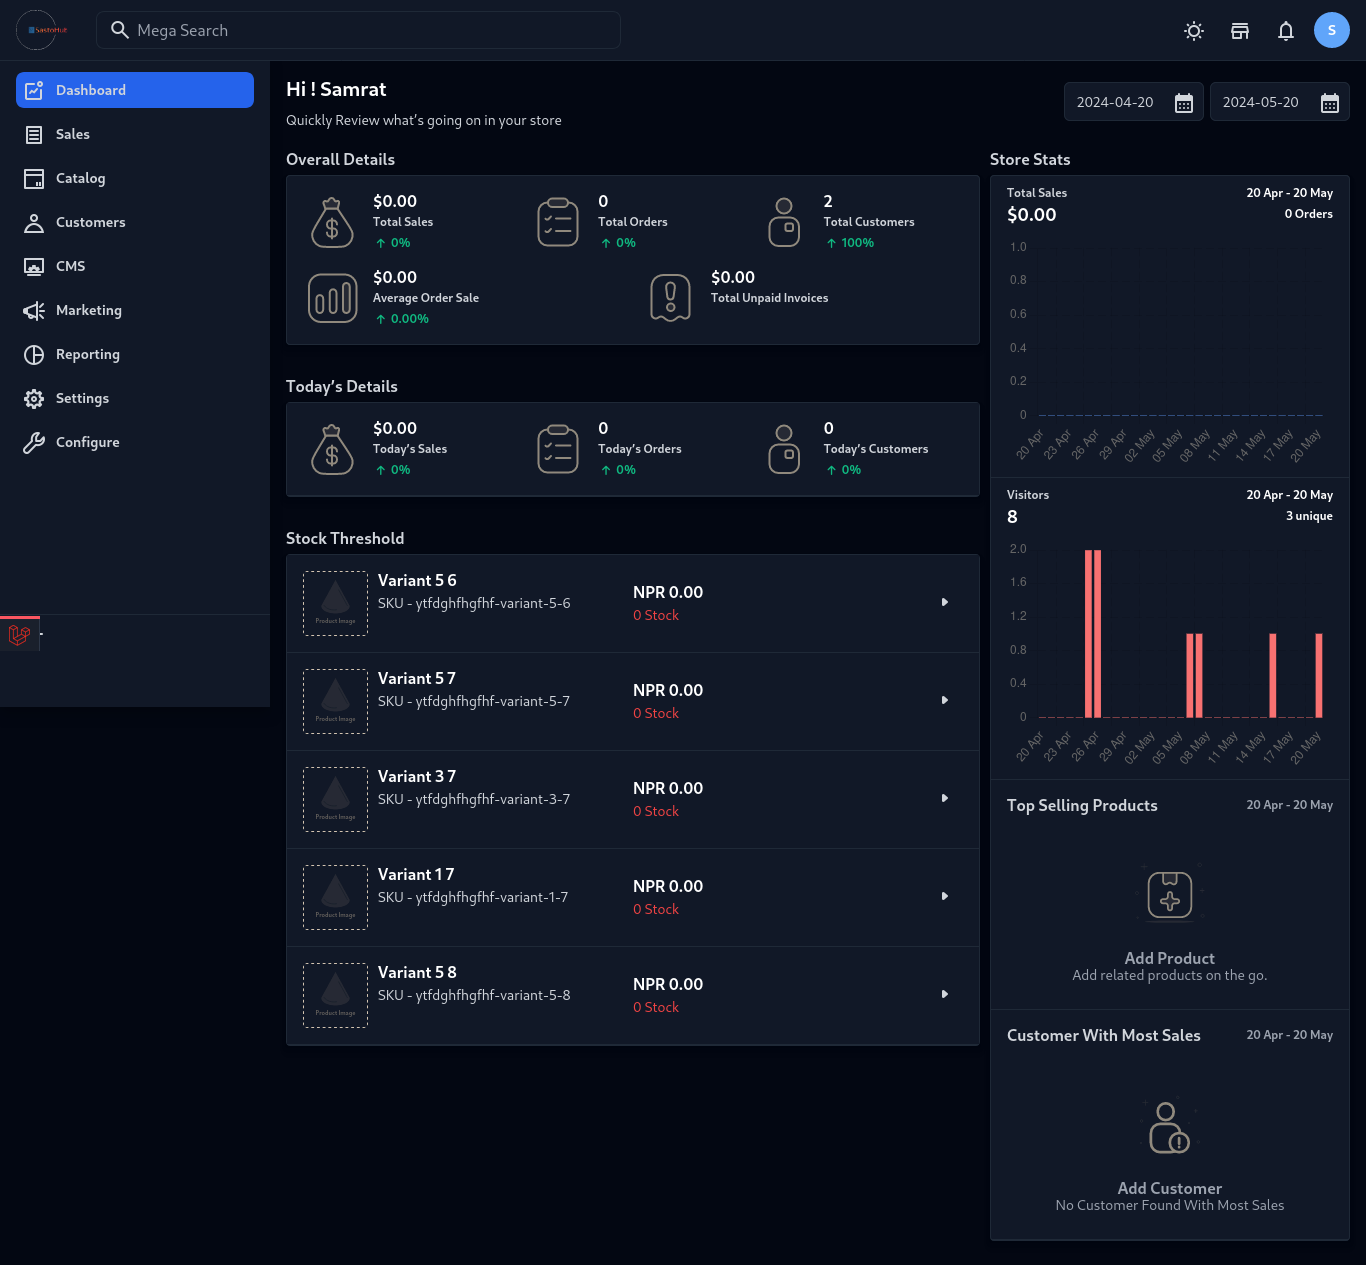 SastoHub
Mega Search
S
Dashboard
Sales
Catalog
Customers
CMS
Marketing
Reporting
Settings
Configure
Hi ! Samrat
Quickly Review what's going on in your store
2024-04-20
2024-05-20
Overall Details
$0.00
Total Sales
0%
0
Total Orders
0%
2
Total Customers
100%
$0.00
Average Order Sale
0.00%
$0.00
Total Unpaid Invoices
Today's Details
$0.00
Today's Sales
0%
0
Today's Orders
0%
0
Today's Customers
0%
Stock Threshold
Product Image
Variant 5 6
SKU - ytfdghfhgfhf-variant-5-6
NPR 0.00
0 Stock
Product Image
Variant 5 7
SKU - ytfdghfhgfhf-variant-5-7
NPR 0.00
0 Stock
Product Image
Variant 3 7
SKU - ytfdghfhgfhf-variant-3-7
NPR 0.00
0 Stock
Product Image
Variant 1 7
SKU - ytfdghfhgfhf-variant-1-7
NPR 0.00
0 Stock
Product Image
Variant 5 8
SKU - ytfdghfhgfhf-variant-5-8
NPR 0.00
0 Stock
Store Stats
Total Sales
20 Apr - 20 May
$0.00
0 Orders
1.0
0.8
0.6
0.4
0.2
0
20 Apr
23 Apr
26 Apr
29 Apr
02 May
05 May
08 May
11 May
14 May
17 May
20 May
Visitors
20 Apr - 20 May
8
3 unique
2.0
1.6
1.2
0.8
0.4
0
20 Apr
23 Apr
26 Apr
29 Apr
02 May
05 May
08 May
11 May
14 May
17 May
20 May
Top Selling Products
20 Apr - 20 May
Add Product
Add related products on the go.
Customer With Most Sales
20 Apr - 20 May
Add Customer
No Customer Found With Most Sales